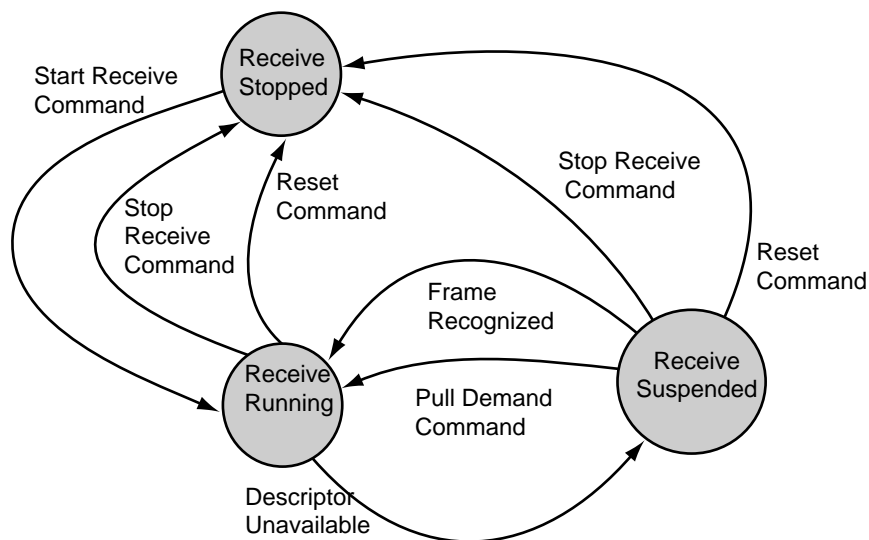 Receive
Stopped
Start Receive
Command
Stop Receive
Command
Reset
Command
Stop
Receive
Command
Reset
Command
Frame
Recognized
Receive
Suspended
Receive
Running
Pull Demand
Command
Descriptor
Unavailable